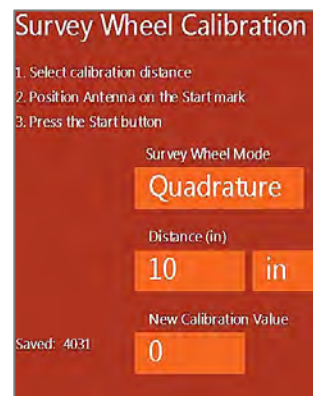 Survey Wheel Calibration
1. Select calibration distance
2. Position Antenna on the Start mark
3. Press the Start button
Survey Wheel Mode
Quadrature
Distance (in)
10 in
New Calibration Value
Saved: 4031 0